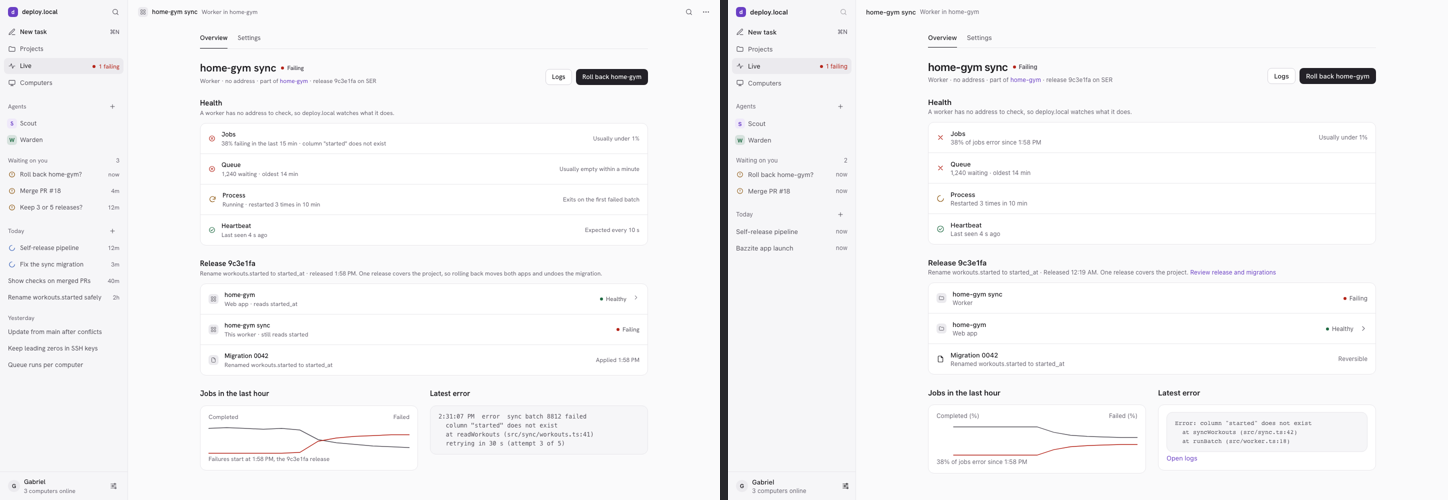 d deploy.local
New task ⌘N
Projects
Live 1 failing
Computers
Agents +
S Scout
W Warden
Waiting on you 3
Roll back home-gym? now
Merge PR #18 4m
Keep 3 or 5 releases? 12m
Today +
Self-release pipeline 12m
Fix the sync migration 3m
Show checks on merged PRs 40m
Rename workouts.started safely 2h
Yesterday
Update from main after conflicts
Keep leading zeros in SSH keys
Queue runs per computer
G Gabriel
3 computers online
home-gym sync Worker in home-gym
Overview Settings
home-gym sync Failing
Worker · no address · part of home-gym · release 9c3e1fa on SER
Logs Roll back home-gym
Health
A worker has no address to check, so deploy.local watches what it does.
Jobs
38% failing in the last 15 min · column "started" does not exist
Usually under 1%
Queue
1,240 waiting · oldest 14 min
Usually empty within a minute
Process
Running · restarted 3 times in 10 min
Exits on the first failed batch
Heartbeat
Last seen 4 s ago
Expected every 10 s
Release 9c3e1fa
Rename workouts.started to started_at · released 1:58 PM. One release covers the project, so rolling back moves both apps and undoes the migration.
home-gym
Web app · reads started_at
Healthy
home-gym sync
This worker · still reads started
Failing
Migration 0042
Renamed workouts.started to started_at
Applied 1:58 PM
Jobs in the last hour
Completed Failed
Failures start at 1:58 PM, the 9c3e1fa release
Latest error
2:31:07 PM error sync batch 8812 failed
column "started" does not exist
at readWorkouts (src/sync/workouts.ts:41)
retrying in 30 s (attempt 3 of 5)
d deploy.local
New task ⌘N
Projects
Live 1 failing
Computers
Agents +
S Scout
W Warden
Waiting on you 2
Roll back home-gym? now
Merge PR #18 now
Today +
Self-release pipeline now
Bazzite app launch now
G Gabriel
3 computers online
home-gym sync Worker in home-gym
Overview Settings
home-gym sync Failing
Worker · no address · part of home-gym · release 9c3e1fa on SER
Logs Roll back home-gym
Health
A worker has no address to check, so deploy.local watches what it does.
Jobs
38% of jobs error since 1:58 PM
Usually under 1%
Queue
1,240 waiting · oldest 14 min
Process
Restarted 3 times in 10 min
Heartbeat
Last seen 4 s ago
Release 9c3e1fa
Rename workouts.started to started_at · Released 12:19 AM. One release covers the project. Review release and migrations
home-gym sync
Worker
Failing
home-gym
Web app
Healthy
Migration 0042
Renamed workouts.started to started_at
Reversible
Jobs in the last hour
Completed (%) Failed (%)
38% of jobs error since 1:58 PM
Latest error
Error: column "started" does not exist
at syncWorkouts (src/sync.ts:42)
at runBatch (src/worker.ts:18)
Open logs